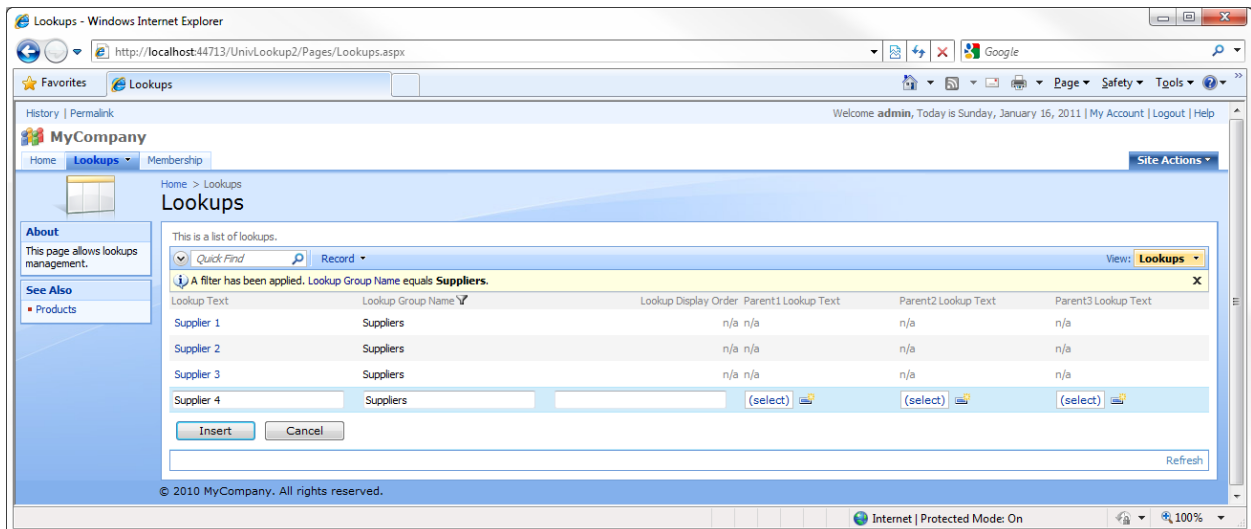 Lookups - Windows Internet Explorer
http://localhost:44713/UnivLookup2/Pages/Lookups.aspx
Google
Favorites
Lookups
Page
Safety
Tools
History | Permalink
Welcome admin, Today is Sunday, January 16, 2011 | My Account | Logout | Help
MyCompany
Home
Lookups
Membership
Site Actions
Home > Lookups
Lookups
About
This page allows lookups
management.
See Also
Products
This is a list of lookups.
Quick Find
Record
View: Lookups
A filter has been applied. Lookup Group Name equals Suppliers.
Lookup Text Lookup Group Name Lookup Display Order Parent1 Lookup Text Parent2 Lookup Text Parent3 Lookup Text
Supplier 1 Suppliers n/a n/a n/a n/a
Supplier 2 Suppliers n/a n/a n/a n/a
Supplier 3 Suppliers n/a n/a n/a n/a
Supplier 4 Suppliers (select) (select) (select)
Insert
Cancel
Refresh
© 2010 MyCompany. All rights reserved.
Internet | Protected Mode: On
100%